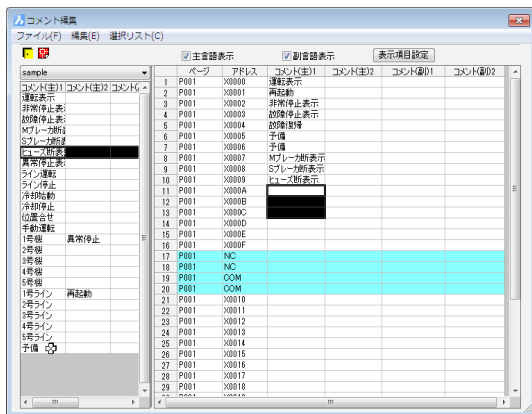 コメント編集
ファイル(F) 編集(E) 選択リスト(C)
主言語表示 副言語表示 表示項目設定
sample
コメント(主)1 コメント(主)2
運転表示
非常停止表
故障停止表
Mブレーカ断
Sブレーカ断
ヒューズ断表
異常停止表
ライン運転
ライン停止
冷却始動
冷却停止
位置合せ
手動運転
1号機 異常停止
2号機
3号機
4号機
5号機
1号ライン 再起動
2号ライン
3号ライン
4号ライン
5号ライン
予備
ページ アドレス コメント(主)1 コメント(主)2 コメント(副)1 コメント(副)2
1 P001 X0000 運転表示
2 P001 X0001 再起動
3 P001 X0002 非常停止表示
4 P001 X0003 故障停止表示
5 P001 X0004 故障復帰
6 P001 X0005 予備
7 P001 X0006 予備
8 P001 X0007 Mブレーカ断表示
9 P001 X0008 Sブレーカ断表示
10 P001 X0009 ヒューズ断表示
11 P001 X000A
12 P001 X000B
13 P001 X000C
14 P001 X000D
15 P001 X000E
16 P001 X000F
17 P001 NC
18 P001 NC
19 P001 COM
20 P001 COM
21 P001 X0010
22 P001 X0011
23 P001 X0012
24 P001 X0013
25 P001 X0014
26 P001 X0015
27 P001 X0016
28 P001 X0017
29 P001 X0018